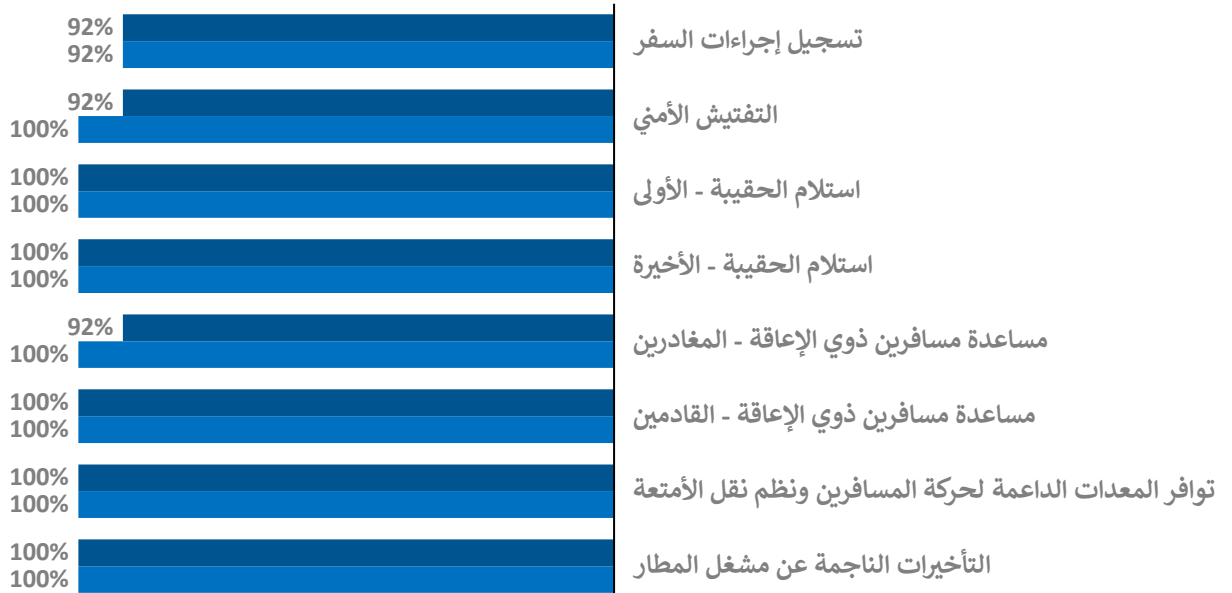 تسجيل إجراءات السفر
92%
92%
التفتيش الأمني
92%
100%
استلام الحقيبة - الأولى
100%
100%
استلام الحقيبة - الأخيرة
100%
100%
مساعدة مسافرين ذوي الإعاقة - المغادرين
92%
100%
مساعدة مسافرين ذوي الإعاقة - القادمين
100%
100%
توافر المعدات الداعمة لحركة المسافرين ونظم نقل الأمتعة
100%
100%
التأخيرات الناجمة عن مشغل المطار
100%
100%